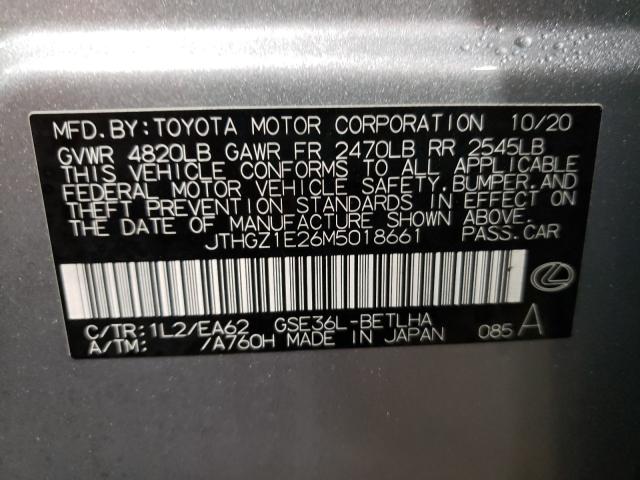 MFD. BY: TOYOTA MOTOR CORPORATION 10/20
GVWR 4820LB GAWR FR 2470LB RR 2545LB
THIS VEHICLE CONFORMS TO ALL APPLICABLE
FEDERAL MOTOR VEHICLE SAFETY, BUMPER, AND
THEFT PREVENTION STANDARDS IN EFFECT ON
THE DATE OF MANUFACTURE SHOWN ABOVE.
JTHGZ1E26M5018661 PASS. CAR
C/TR: 1L2/EA62 GSE36L-BETLHA
A/TM: /A760H MADE IN JAPAN 085 A